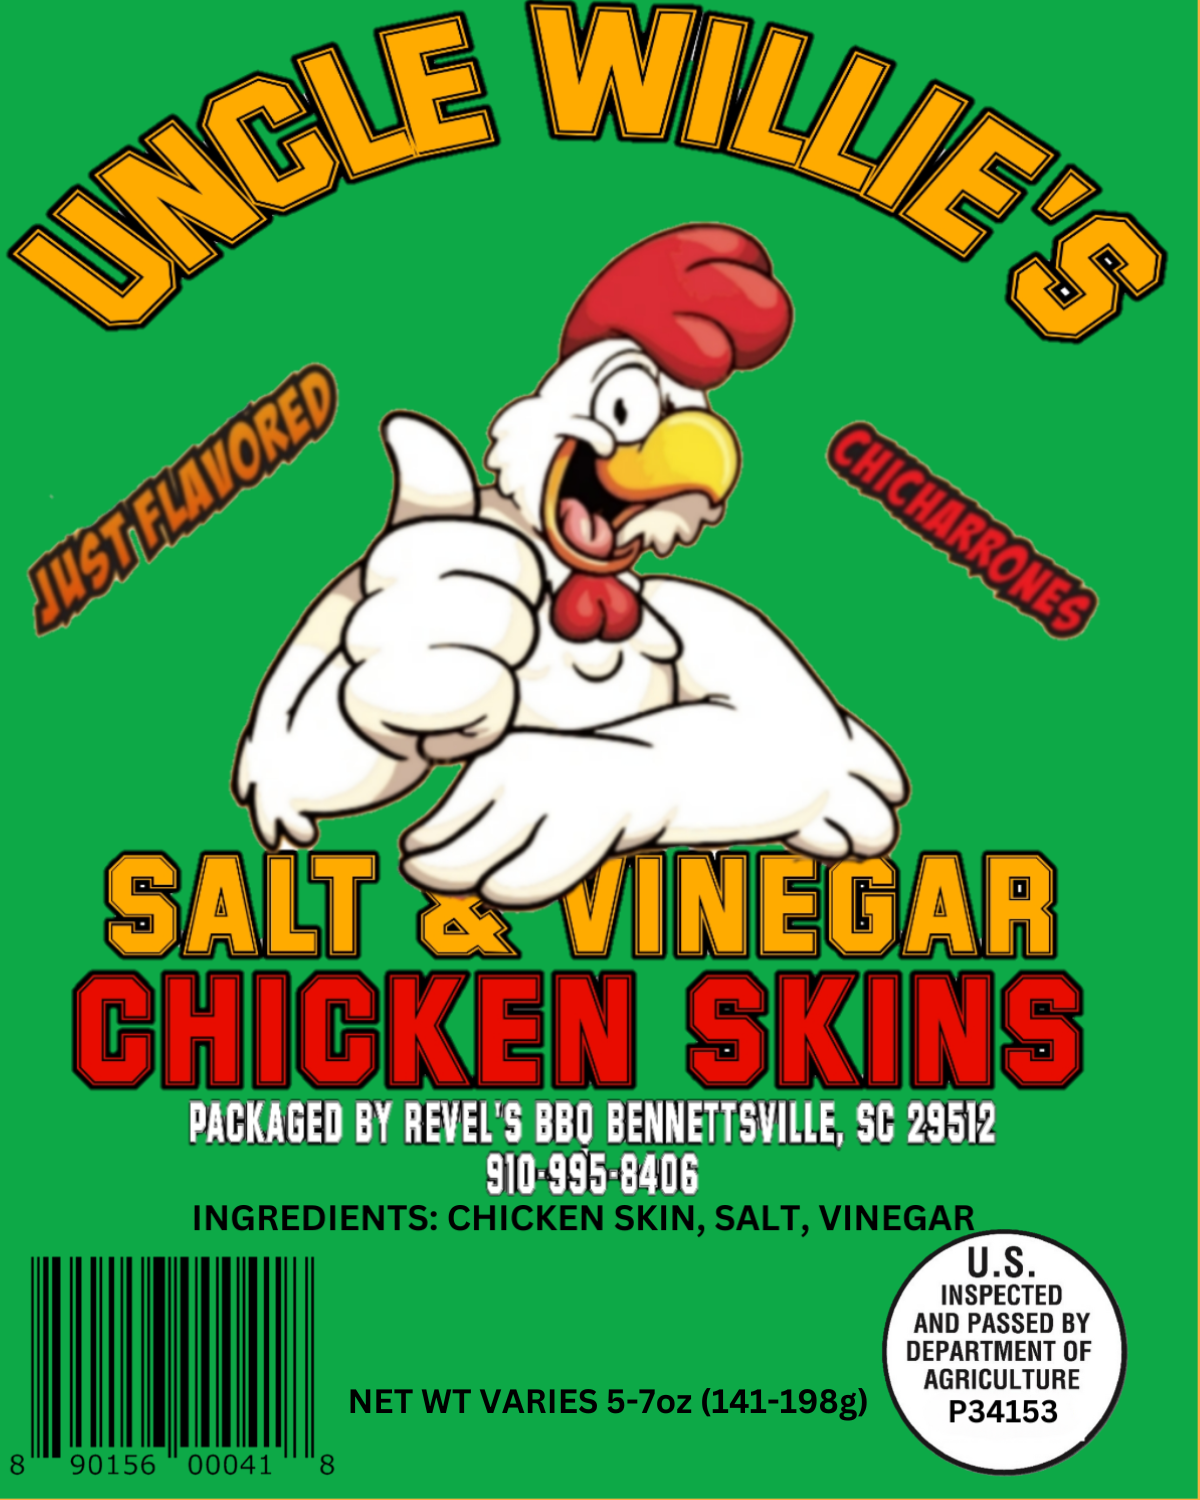 UNCLE WILLIE'S
JUST FLAVORED
CHICHARRONES
SALT & VINEGAR
CHICKEN SKINS
PACKAGED BY REVEL'S BBQ BENNETTSVILLE, SC 29512
910-995-8406
INGREDIENTS: CHICKEN SKIN, SALT, VINEGAR
U.S.
INSPECTED
AND PASSED BY
DEPARTMENT OF
AGRICULTURE
P34153
NET WT VARIES 5-7oz (141-198g)
8 90156 00041 8